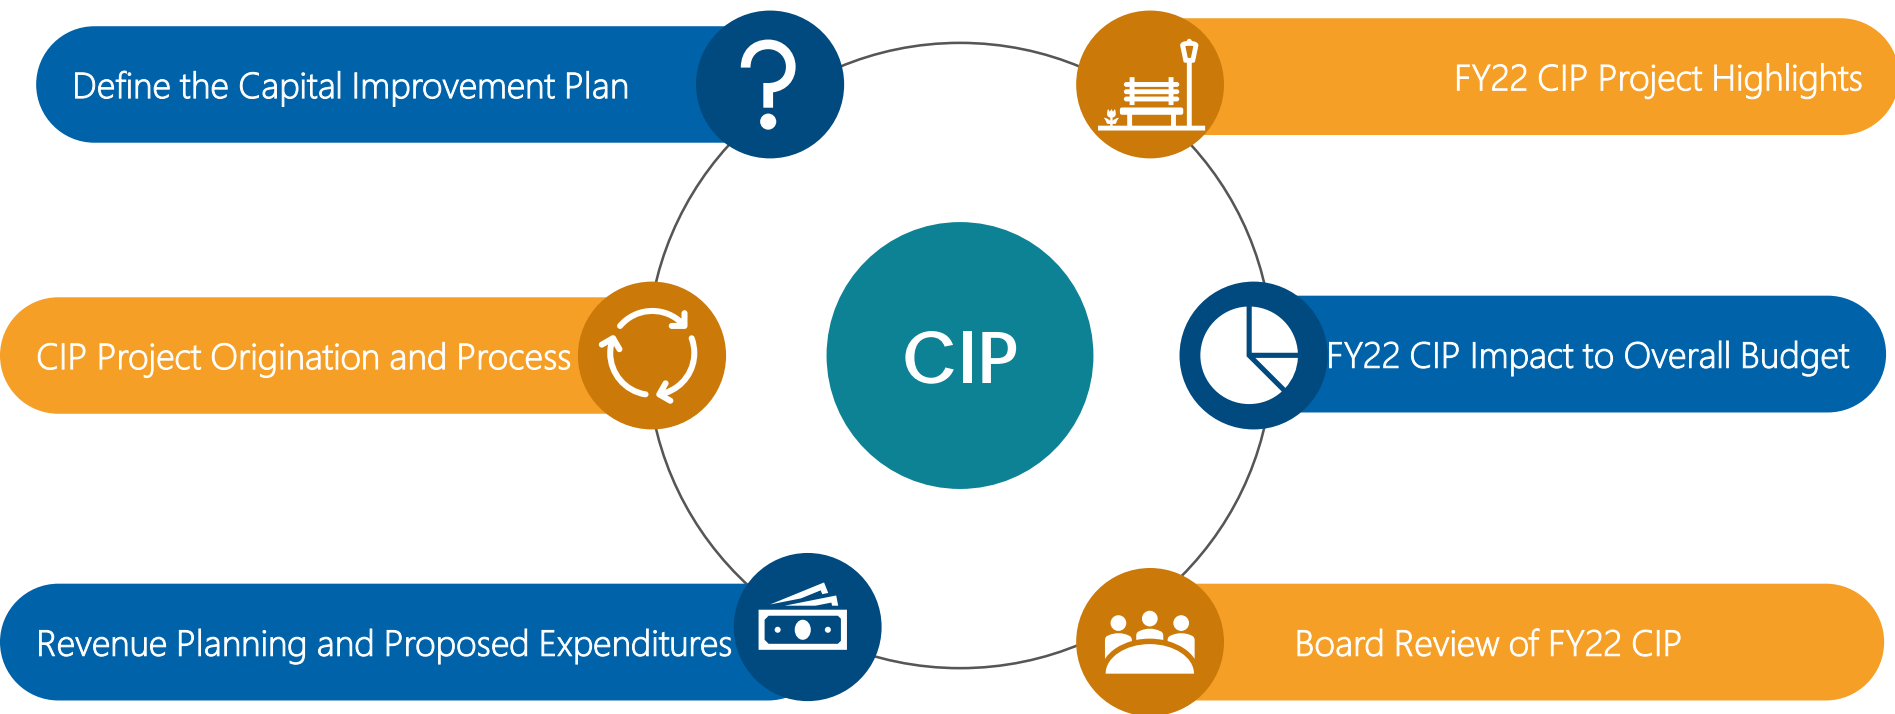 Define the Capital Improvement Plan
CIP Project Origination and Process
Revenue Planning and Proposed Expenditures
CIP
FY22 CIP Project Highlights
FY22 CIP Impact to Overall Budget
Board Review of FY22 CIP